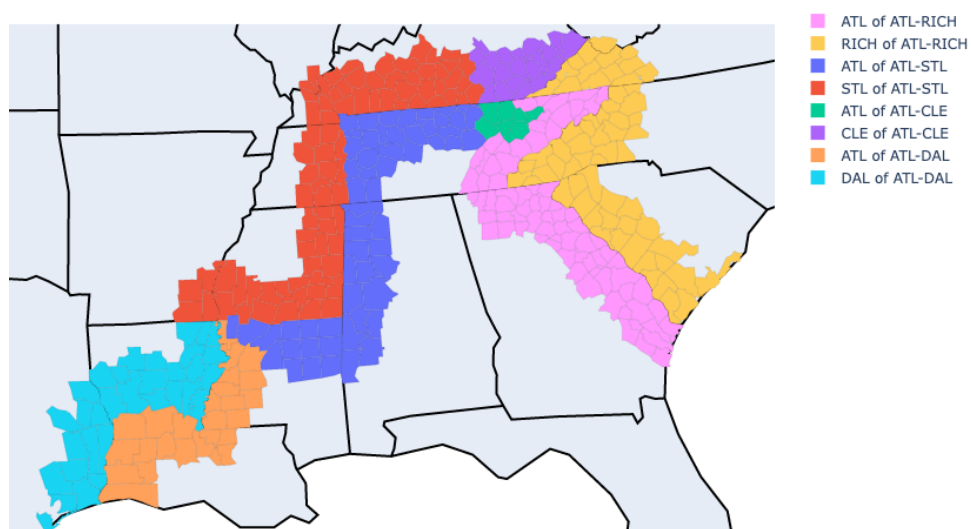 ATL of ATL-RICH
RICH of ATL-RICH
ATL of ATL-STL
STL of ATL-STL
ATL of ATL-CLE
CLE of ATL-CLE
ATL of ATL-DAL
DAL of ATL-DAL